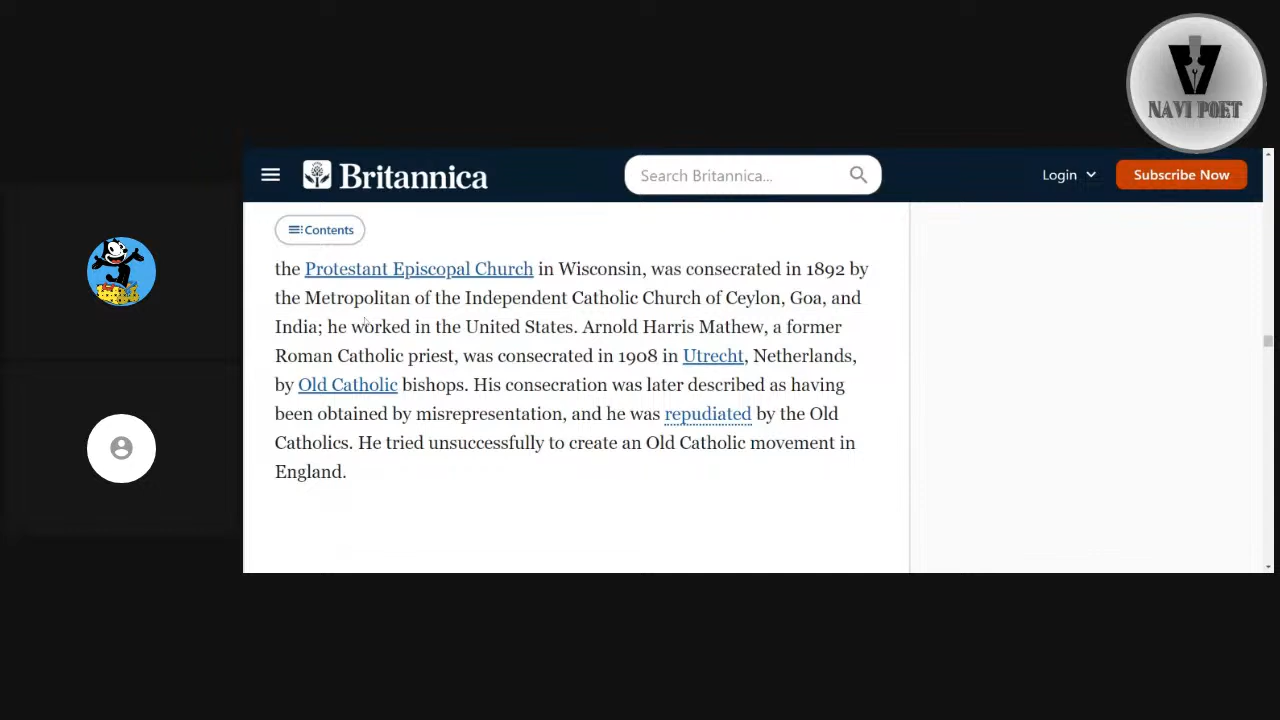 NAVI POET
Britannica
Search Britannica...
Login
Subscribe Now
Contents
the Protestant Episcopal Church in Wisconsin, was consecrated in 1892 by
the Metropolitan of the Independent Catholic Church of Ceylon, Goa, and
India; he worked in the United States. Arnold Harris Mathew, a former
Roman Catholic priest, was consecrated in 1908 in Utrecht, Netherlands,
by Old Catholic bishops. His consecration was later described as having
been obtained by misrepresentation, and he was repudiated by the Old
Catholics. He tried unsuccessfully to create an Old Catholic movement in
England.